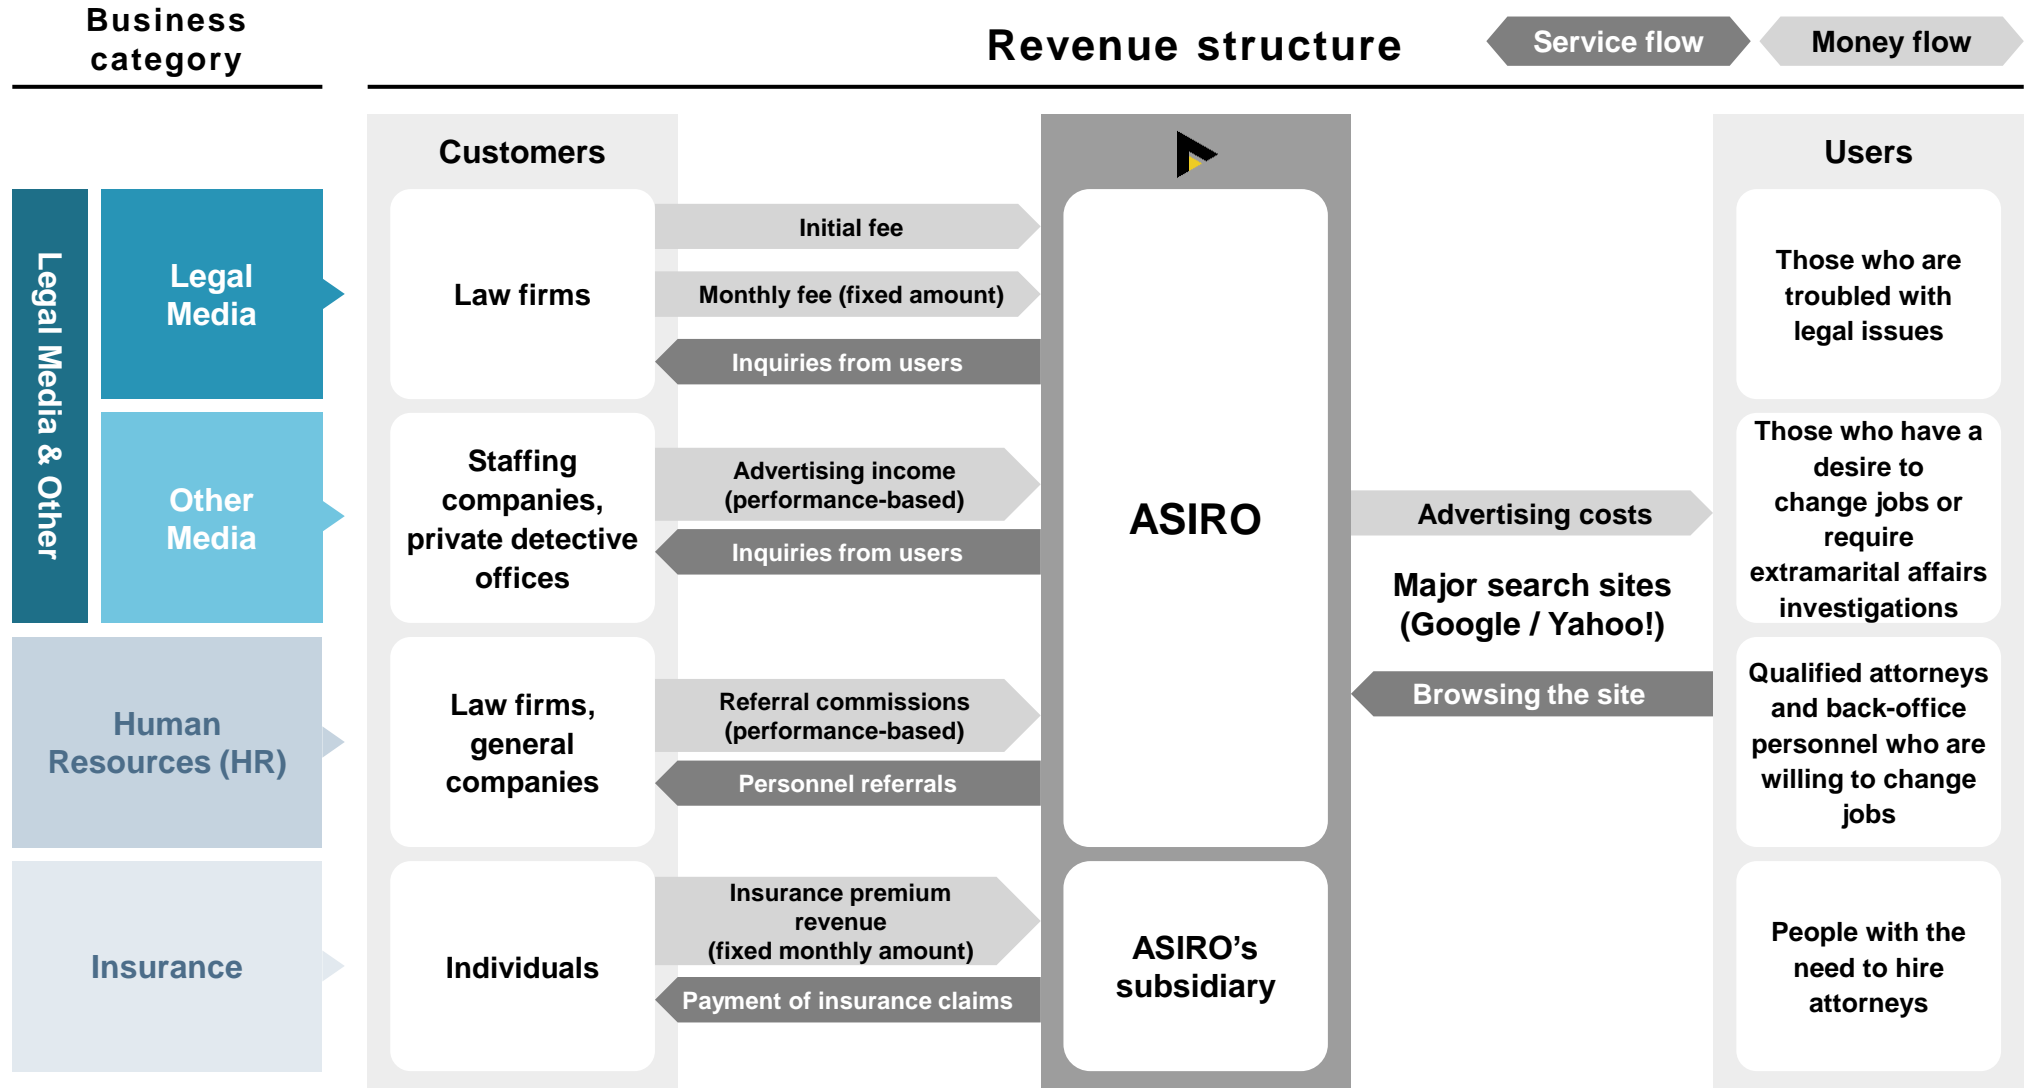 Business
category
Revenue structure
Service flow
Money flow
Customers
Users
Legal Media & Other
Legal
Media
Law firms
Initial fee
Monthly fee (fixed amount)
Inquiries from users
Those who are
troubled with
legal issues
Other
Media
Staffing
companies,
private detective
offices
Advertising income
(performance-based)
Inquiries from users
ASIRO
Advertising costs
Major search sites
(Google / Yahoo!)
Browsing the site
Those who have a
desire to
change jobs or
require
extramarital affairs
investigations
Human
Resources (HR)
Law firms,
general
companies
Referral commissions
(performance-based)
Personnel referrals
Qualified attorneys
and back-office
personnel who are
willing to change
jobs
Insurance
Individuals
Insurance premium
revenue
(fixed monthly amount)
Payment of insurance claims
ASIRO’s
subsidiary
People with the
need to hire
attorneys